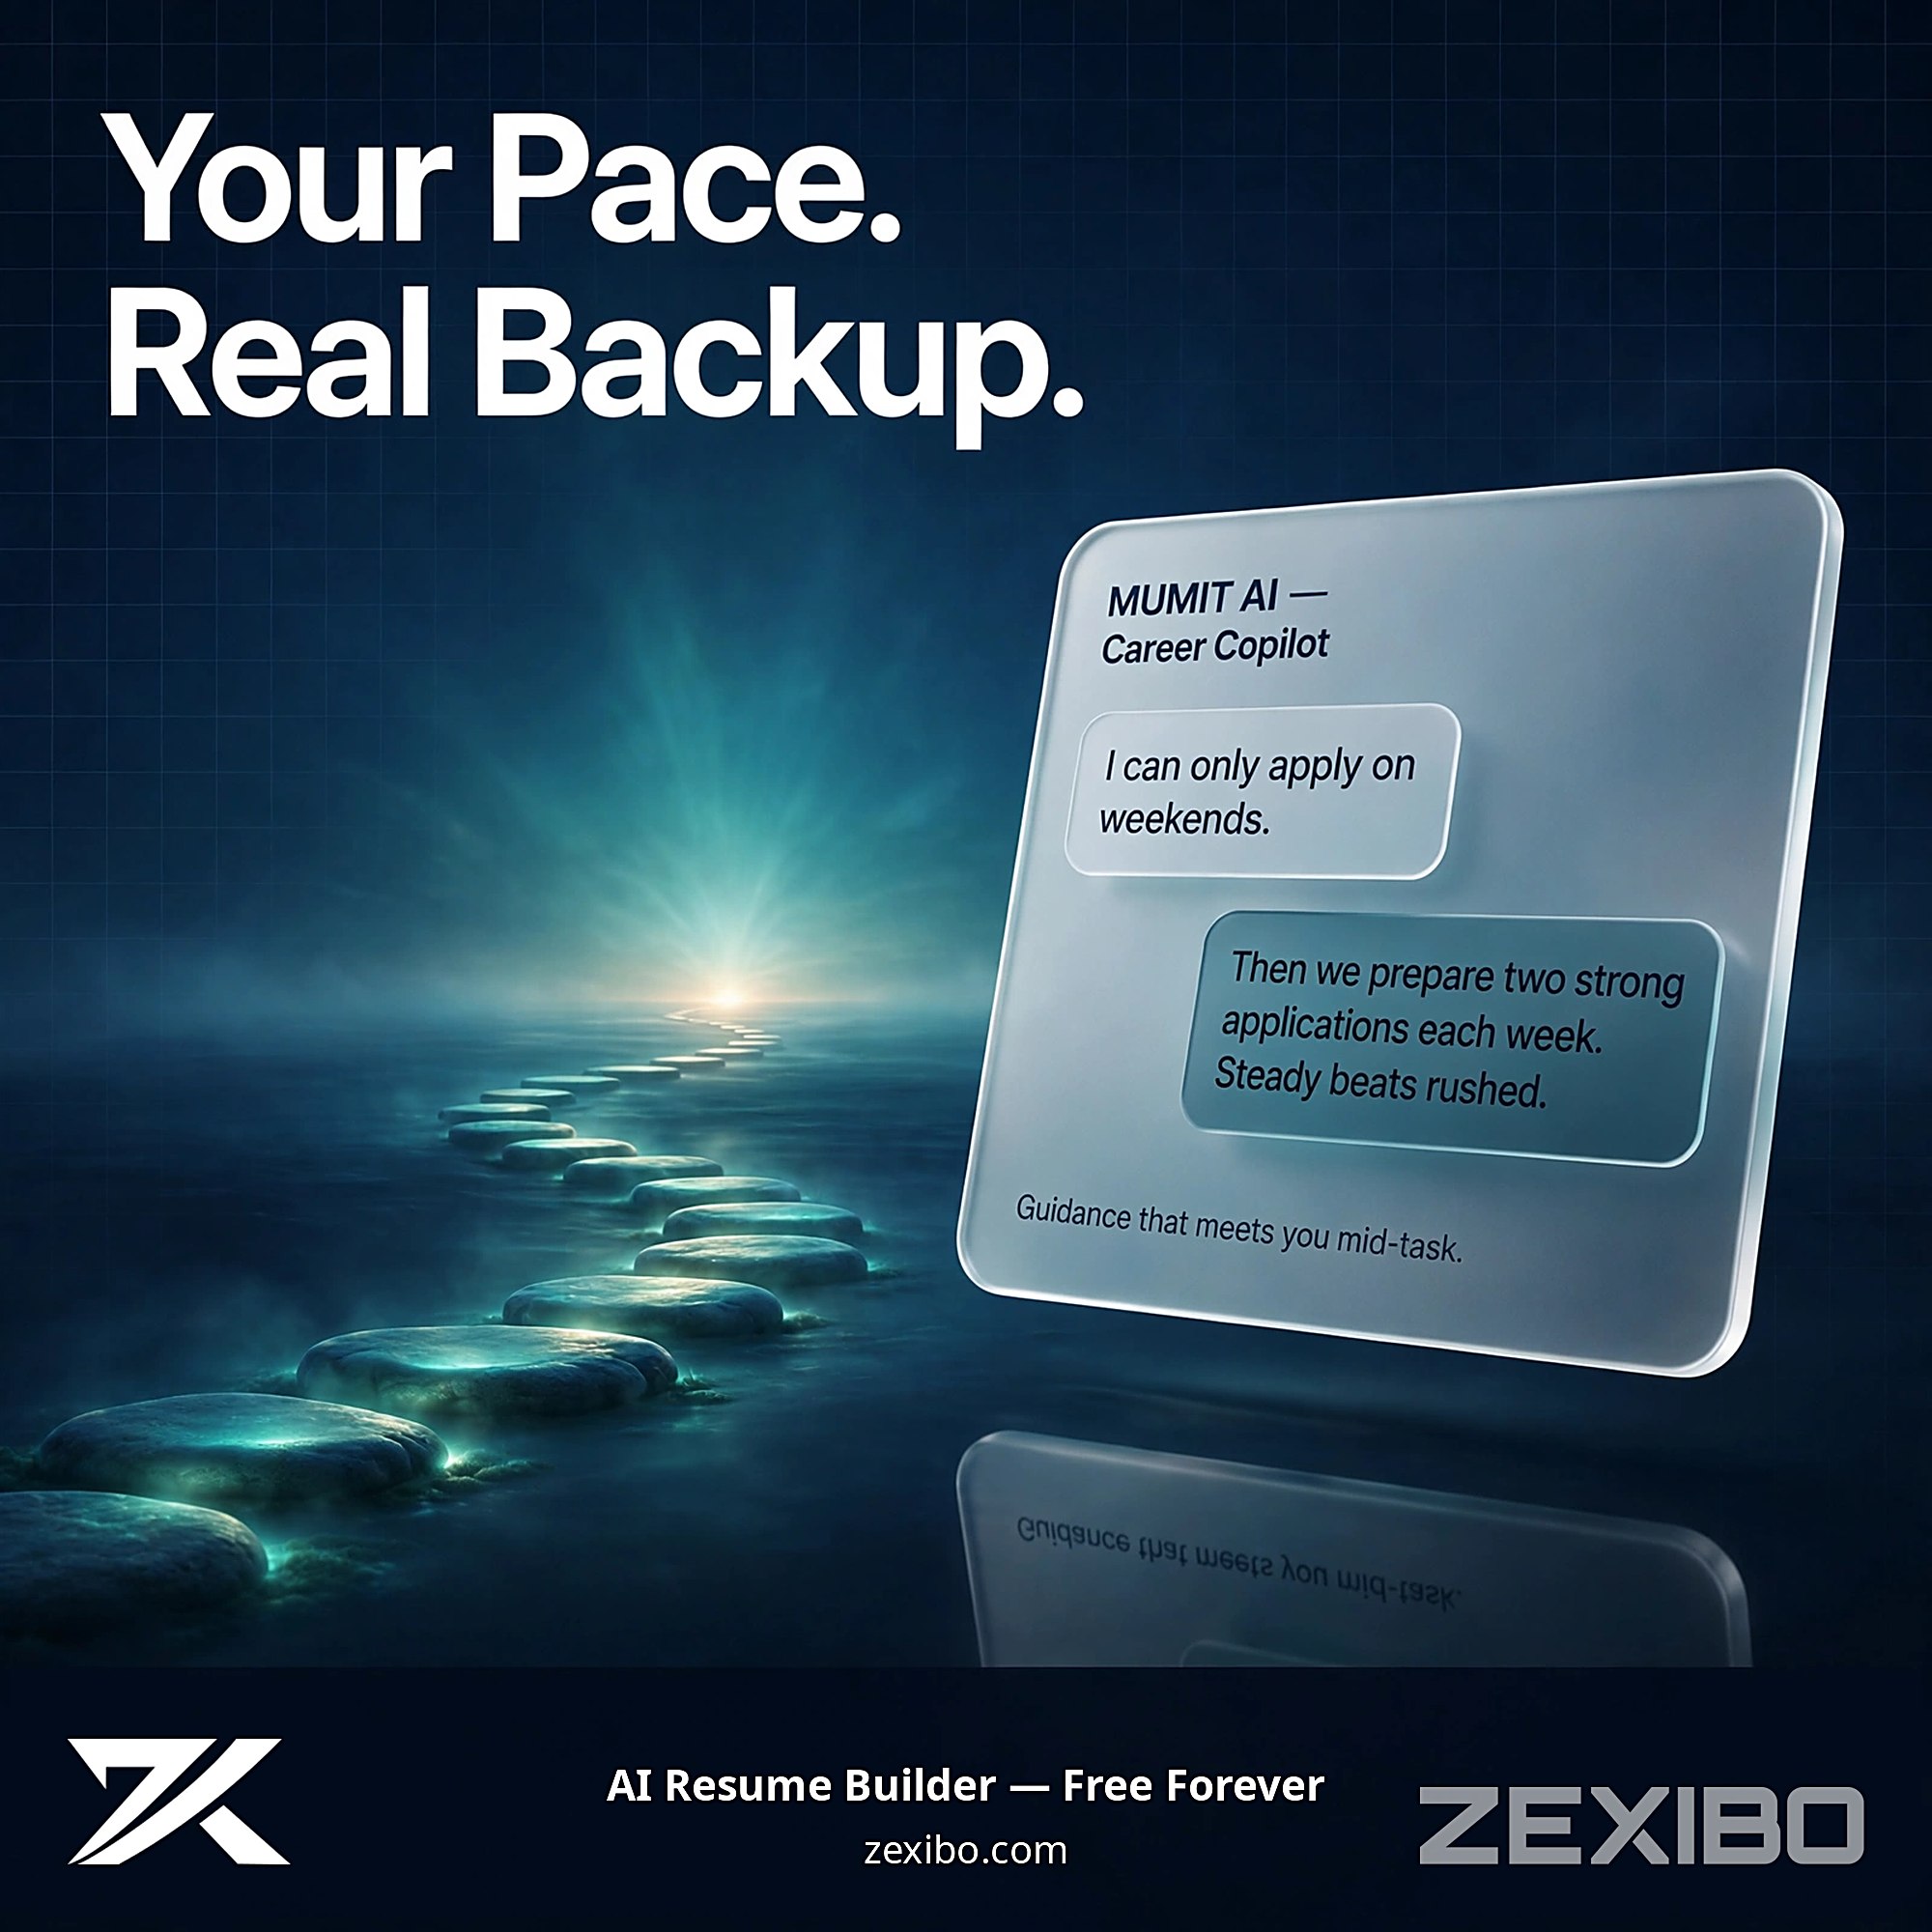 Your Pace.
Real Backup.
MUMIT AI —
Career Copilot
I can only apply on
weekends.
Then we prepare two strong
applications each week.
Steady beats rushed.
Guidance that meets you mid-task.
Guidance that meets you mid-task.
AI Resume Builder — Free Forever
zexibo.com
ZEXIBO